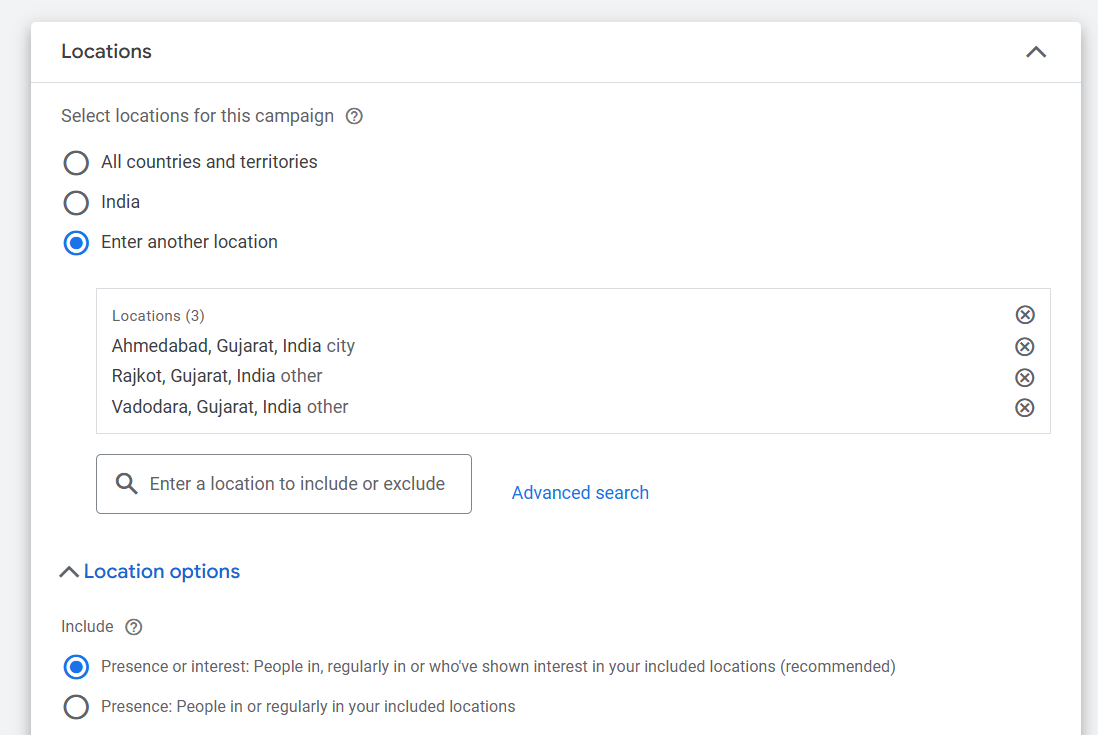 Locations
Select locations for this campaign
All countries and territories
India
Enter another location
Locations (3)
Ahmedabad, Gujarat, India city
Rajkot, Gujarat, India other
Vadodara, Gujarat, India other
Enter a location to include or exclude
Advanced search
Location options
Include
Presence or interest: People in, regularly in or who've shown interest in your included locations (recommended)
Presence: People in or regularly in your included locations